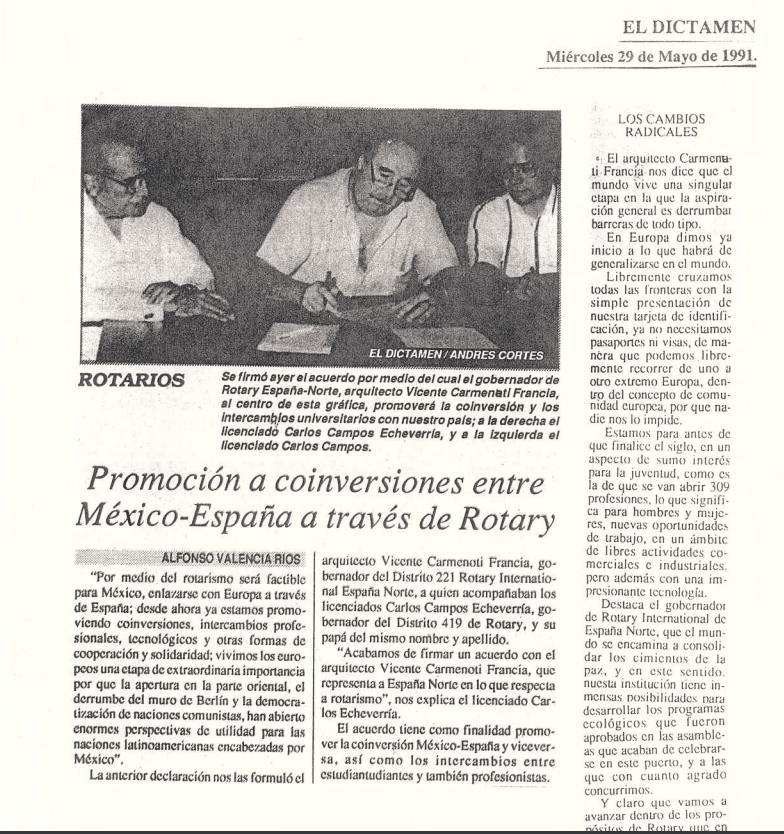 EL DICTAMEN
Miércoles 29 de Mayo de 1991.
EL DICTAMEN / ANDRES CORTES
ROTARIOS
Se firmó ayer el acuerdo por medio del cual el gobernador de
Rotary España-Norte, arquitecto Vicente Carmenati Francia,
al centro de esta gráfica, promoverá la coinversión y los
intercambios universitarios con nuestro país; a la derecha el
licenciado Carlos Campos Echeverría, y a la izquierda el
licenciado Carlos Campos.
Promoción a coinversiones entre
México-España a través de Rotary
ALFONSO VALENCIA RIOS
"Por medio del rotarismo será factible
para México, enlazarse con Europa a través
de España; desde ahora ya estamos promo-
viendo coinversiones, intercambios profe-
sionales, tecnológicos y otras formas de
cooperación y solidaridad; vivimos los euro-
peos una etapa de extraordinaria importancia
por que la apertura en la parte oriental, el
derrumbe del muro de Berlín y la democra-
tización de naciones comunistas, han abierto
enormes perspectivas de utilidad para las
naciones latinoamericanas encabezadas por
México".
La anterior declaración nos las formuló el
arquitecto Vicente Carmenoti Francia, go-
bernador del Distrito 221 Rotary Internatio-
nal España Norte, a quien acompañaban los
licenciados Carlos Campos Echeverría, go-
bernador del Distrito 419 de Rotary, y su
papá del mismo nombre y apellido.
"Acabamos de firmar un acuerdo con el
arquitecto Vicente Carmenoti Francia, que
representa a España Norte en lo que respecta
a rotarismo", nos explica el licenciado Car-
los Echeverría.
El acuerdo tiene como finalidad promo-
ver la coinversión México-España y vicever-
sa, así como los intercambios entre
estudiantudiantes y también profesionistas.
LOS CAMBIOS
RADICALES
El arquitecto Carmena-
ti Francia nos dice que el
mundo vive una singular
etapa en la que la aspira-
ción general es derrumbar
barreras de todo tipo.
En Europa dimos ya
inicio a lo que habrá de
generalizarse en el mundo.
Libremente cruzamos
todas las fronteras con la
simple presentación de
nuestra tarjeta de identifi-
cación, ya no necesitamos
pasaportes ni visas, de ma-
nera que podemos libre-
mente recorrer de uno a
otro extremo Europa, den-
tro del concepto de comu-
nidad europea, por que na-
die nos lo impide.
Estamos para antes de
que finalice el siglo, en un
aspecto de sumo interés
para la juventud, como es
la de que se van abrir 309
profesiones, lo que signifi-
ca para hombres y muje-
res, nuevas oportunidades
de trabajo, en un ámbito
de libres actividades co-
merciales e industriales,
pero además con una im-
presionante tecnología.
Destaca el gobernador
de Rotary International de
España Norte, que el mun-
do se encamina a consoli-
dar los cimientos de la
paz, y en este sentido,
nuesta institución tiene in-
mensas posibilidades para
desarrollar los programas
ecológicos que fueron
aprobados en las asamble-
as que acaban de celebrar-
se en este puerto, y a las
que con cuanto agrado
concurrimos.
Y claro que vamos a
avanzar dentro de los pro-
pósitos de Rotary que en